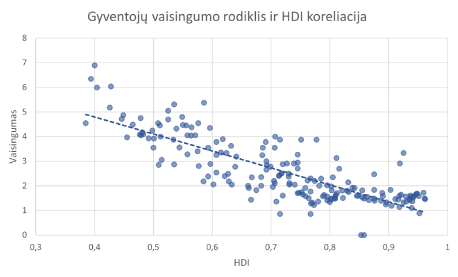 Gyventojų vaisingumo rodiklis ir HDI koreliacija
8
7
6
5
4
3
2
1
0
Vaisingumas
0,3 0,4 0,5 0,6 0,7 0,8 0,9 1
HDI